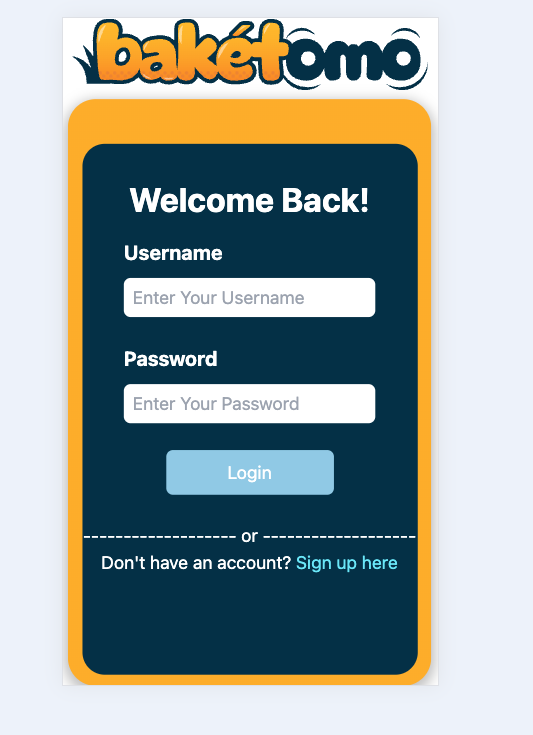 bakétomo
Welcome Back!
Username
Enter Your Username
Password
Enter Your Password
Login
------------------- or -------------------
Don't have an account? Sign up here